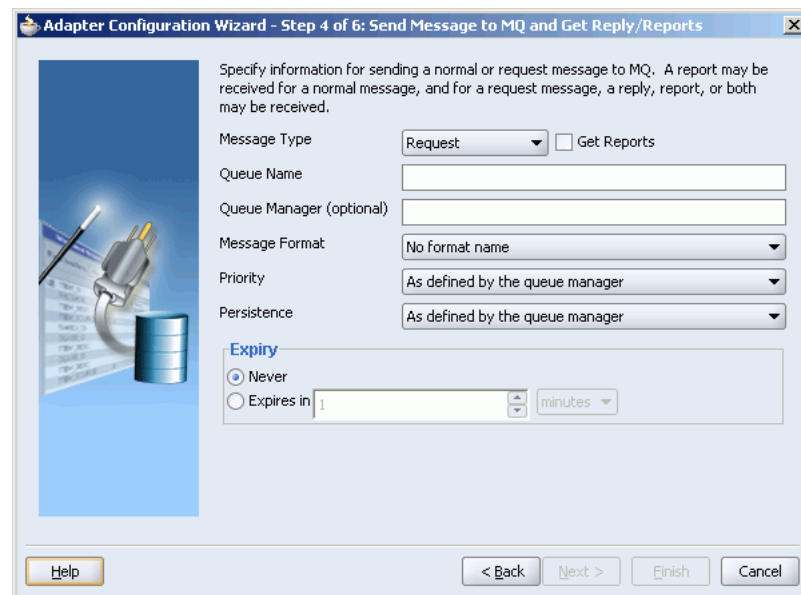 Adapter Configuration Wizard - Step 4 of 6: Send Message to MQ and Get Reply/Reports
Specify information for sending a normal or request message to MQ. A report may be
received for a normal message, and for a request message, a reply, report, or both
may be received.
Message Type Request Get Reports
Queue Name
Queue Manager (optional)
Message Format No format name
Priority As defined by the queue manager
Persistence As defined by the queue manager
Expiry
Never
Expires in 1 minutes
Help < Back Next > Finish Cancel